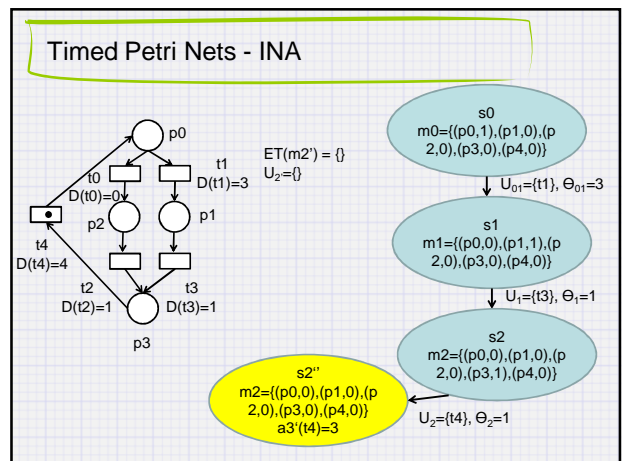 Timed Petri Nets - INA
p0
t0
D(t0)=0
t1
D(t1)=3
ET(m2') = {}
U₂'={}
t4
D(t4)=4
p2
p1
t2
D(t2)=1
t3
D(t3)=1
p3
s0
m0={(p0,1),(p1,0),(p
2,0),(p3,0),(p4,0)}
U₀₁={t1}, Ɵ₀₁=3
s1
m1={(p0,0),(p1,1),(p
2,0),(p3,0),(p4,0)}
U₁={t3}, Ɵ₁=1
s2
m2={(p0,0),(p1,0),(p
2,0),(p3,1),(p4,0)}
U₂={t4}, Ɵ₂=1
s2‘’
m2={(p0,0),(p1,0),(p
2,0),(p3,0),(p4,0)}
a3‘(t4)=3